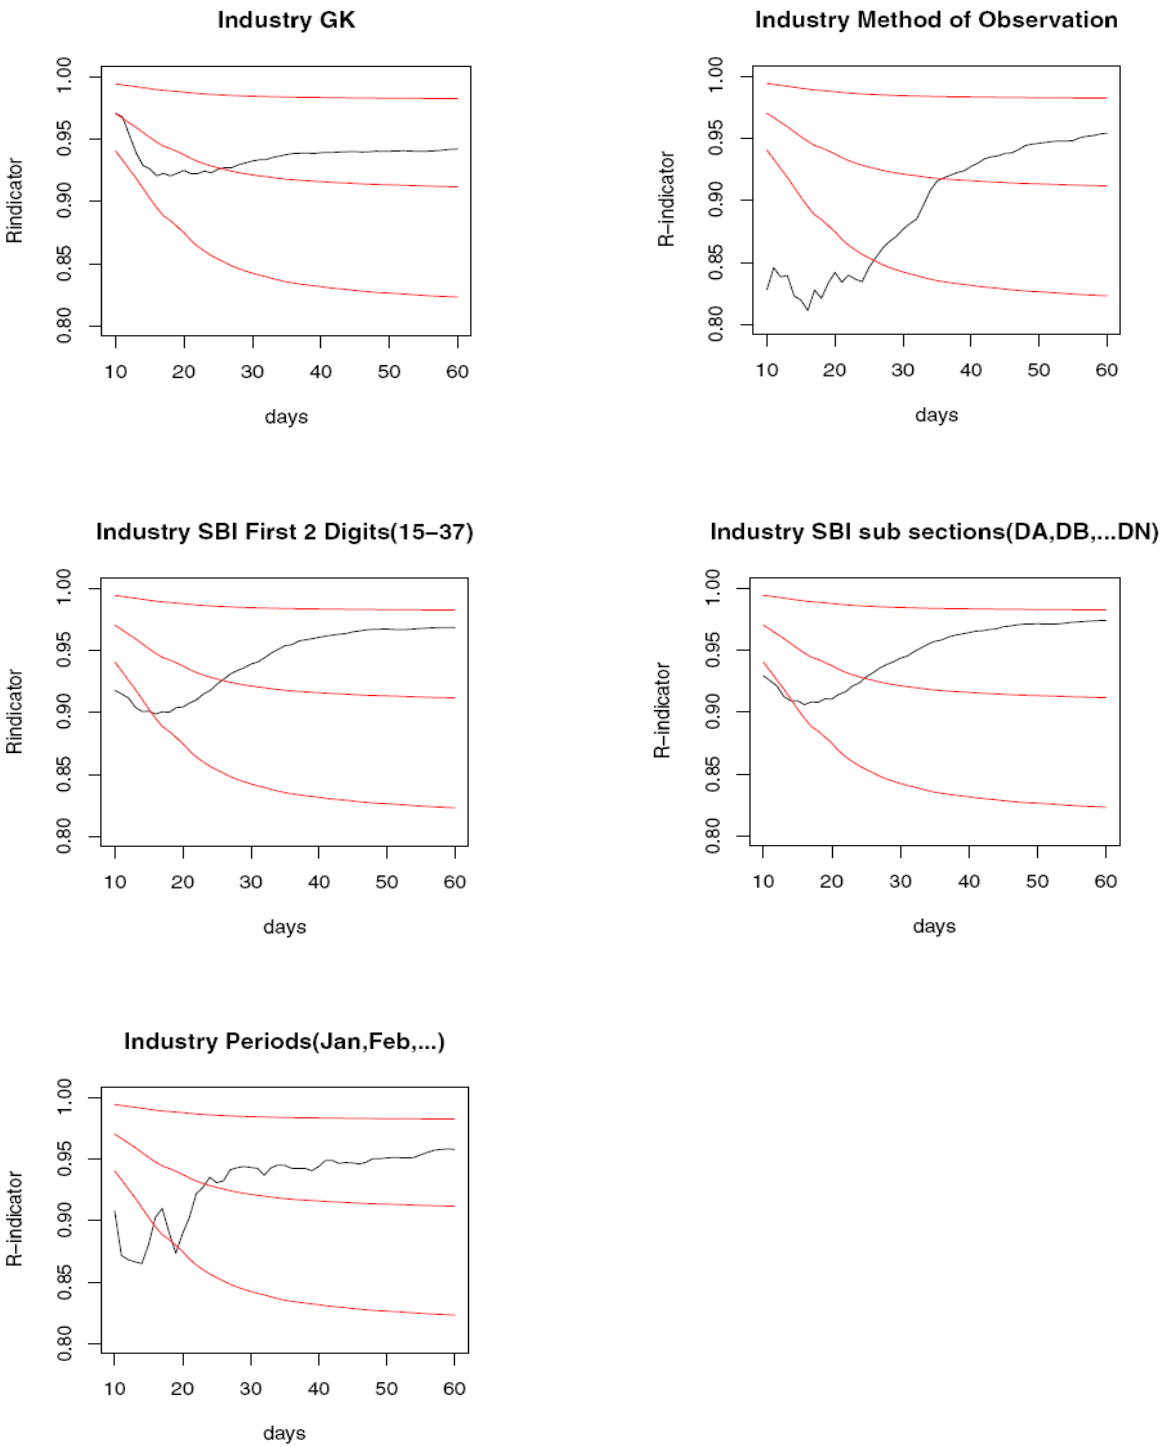 Industry GK
Rindicator
1.00
0.95
0.90
0.85
0.80
10 20 30 40 50 60
days
Industry Method of Observation
R-indicator
1.00
0.95
0.90
0.85
0.80
10 20 30 40 50 60
days
Industry SBI First 2 Digits(15-37)
Rindicator
1.00
0.95
0.90
0.85
0.80
10 20 30 40 50 60
days
Industry SBI sub sections(DA,DB,...DN)
R-indicator
1.00
0.95
0.90
0.85
0.80
10 20 30 40 50 60
days
Industry Periods(Jan,Feb,...)
R-indicator
1.00
0.95
0.90
0.85
0.80
10 20 30 40 50 60
days